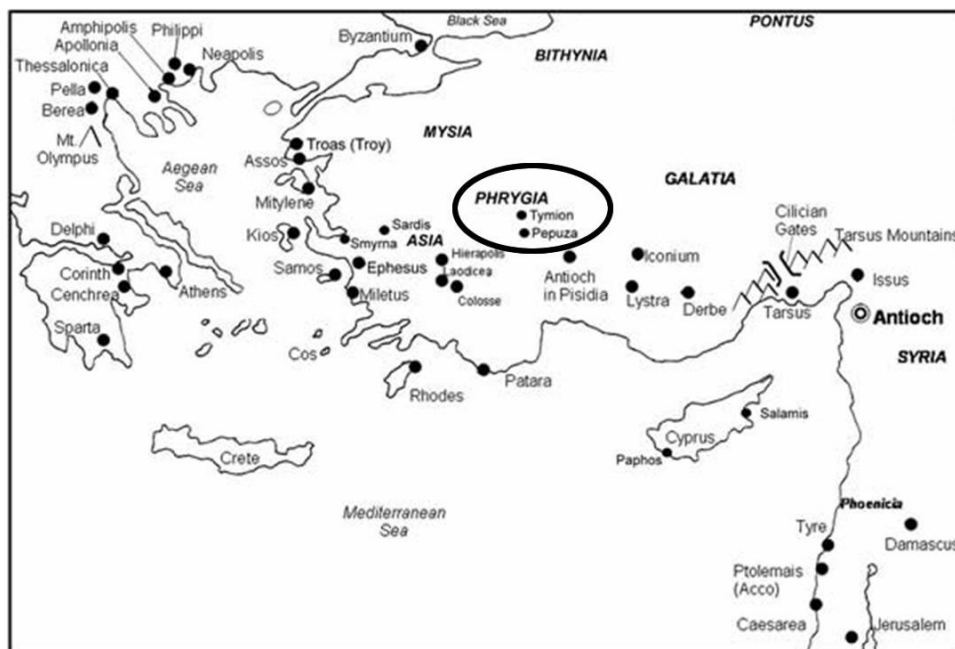 PONTUS
Black Sea
Amphipolis
Philippi
Apollonia
Neapolis
Byzantium
BITHYNIA
Thessalonica
Pella
Berea
Mt.
Olympus
MYSIA
Troas (Troy)
Assos
Aegean
Sea
Mitylene
GALATIA
PHRYGIA
Tymion
Pepuza
Cilician
Gates
Tarsus Mountains
Delphi
Kios
Sardis
Smyrna
ASIA
Hierapolis
Iconium
Corinth
Cenchrea
Athens
Samos
Ephesus
Laodicea
Colosse
Miletus
Antioch
in Pisidia
Lystra
Derbe
Tarsus
Issus
Antioch
Sparta
Cos
Rhodes
Patara
SYRIA
Crete
Cyprus
Salamis
Paphos
Mediterranean
Sea
Phoenicia
Tyre
Damascus
Ptolemais
(Acco)
Caesarea
Jerusalem